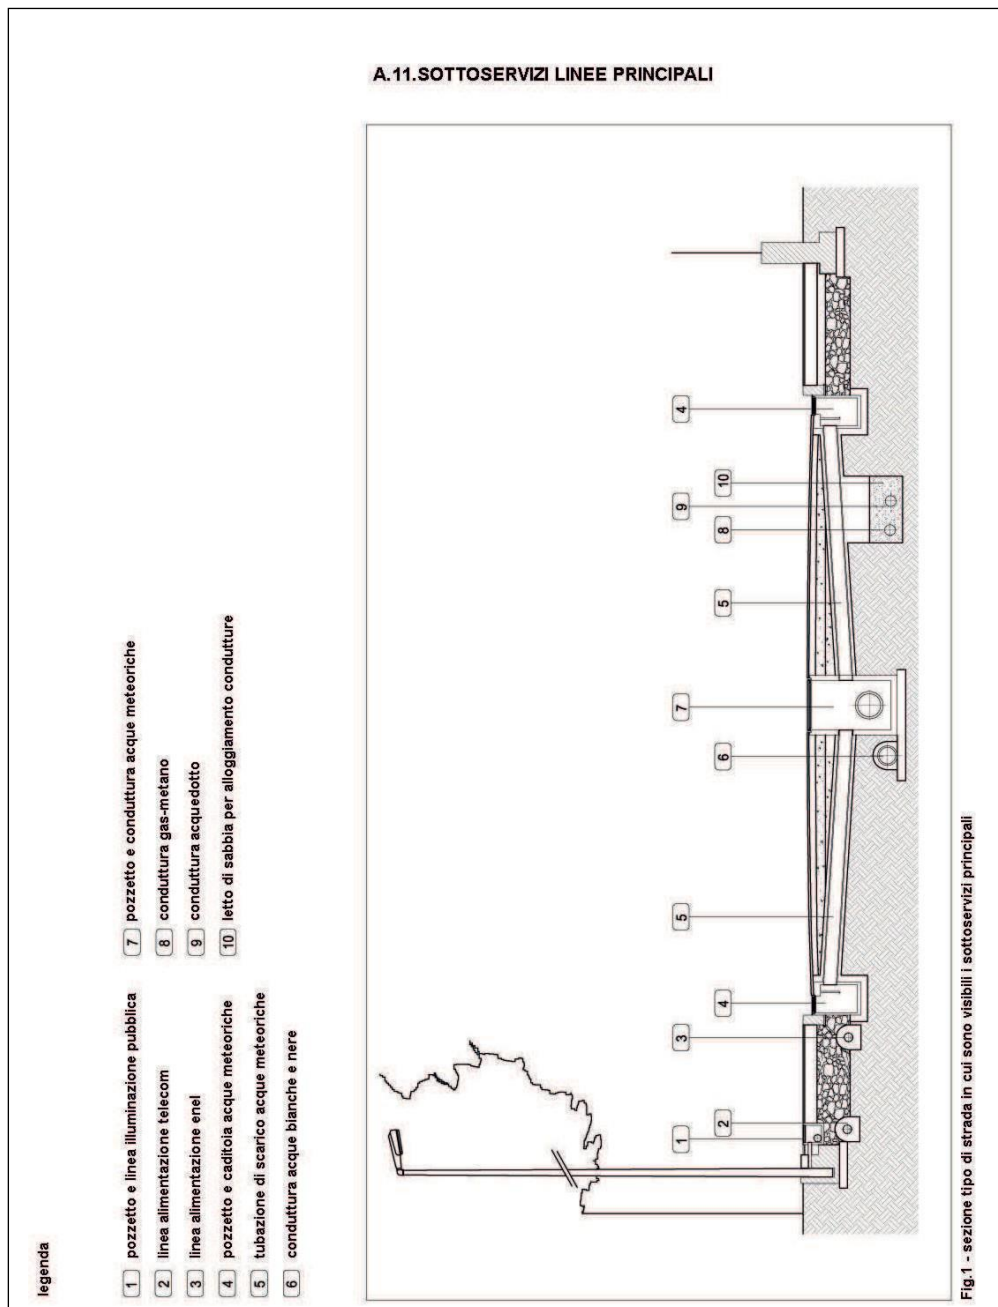 A.11.SOTTOSERVIZI LINEE PRINCIPALI
legenda
1 pozzetto e linea illuminazione pubblica
2 linea alimentazione telecom
3 linea alimentazione enel
4 pozzetto e caditoia acque meteoriche
5 tubazione di scarico acque meteoriche
6 conduttura acque bianche e nere
7 pozzetto e conduttura acque meteoriche
8 conduttura gas-metano
9 conduttura acquedotto
10 letto di sabbia per alloggiamento condutture
1
2
3
4
5
6
7
5
8
9
10
4
Fig.1 - sezione tipo di strada in cui sono visibili i sottoservizi principali